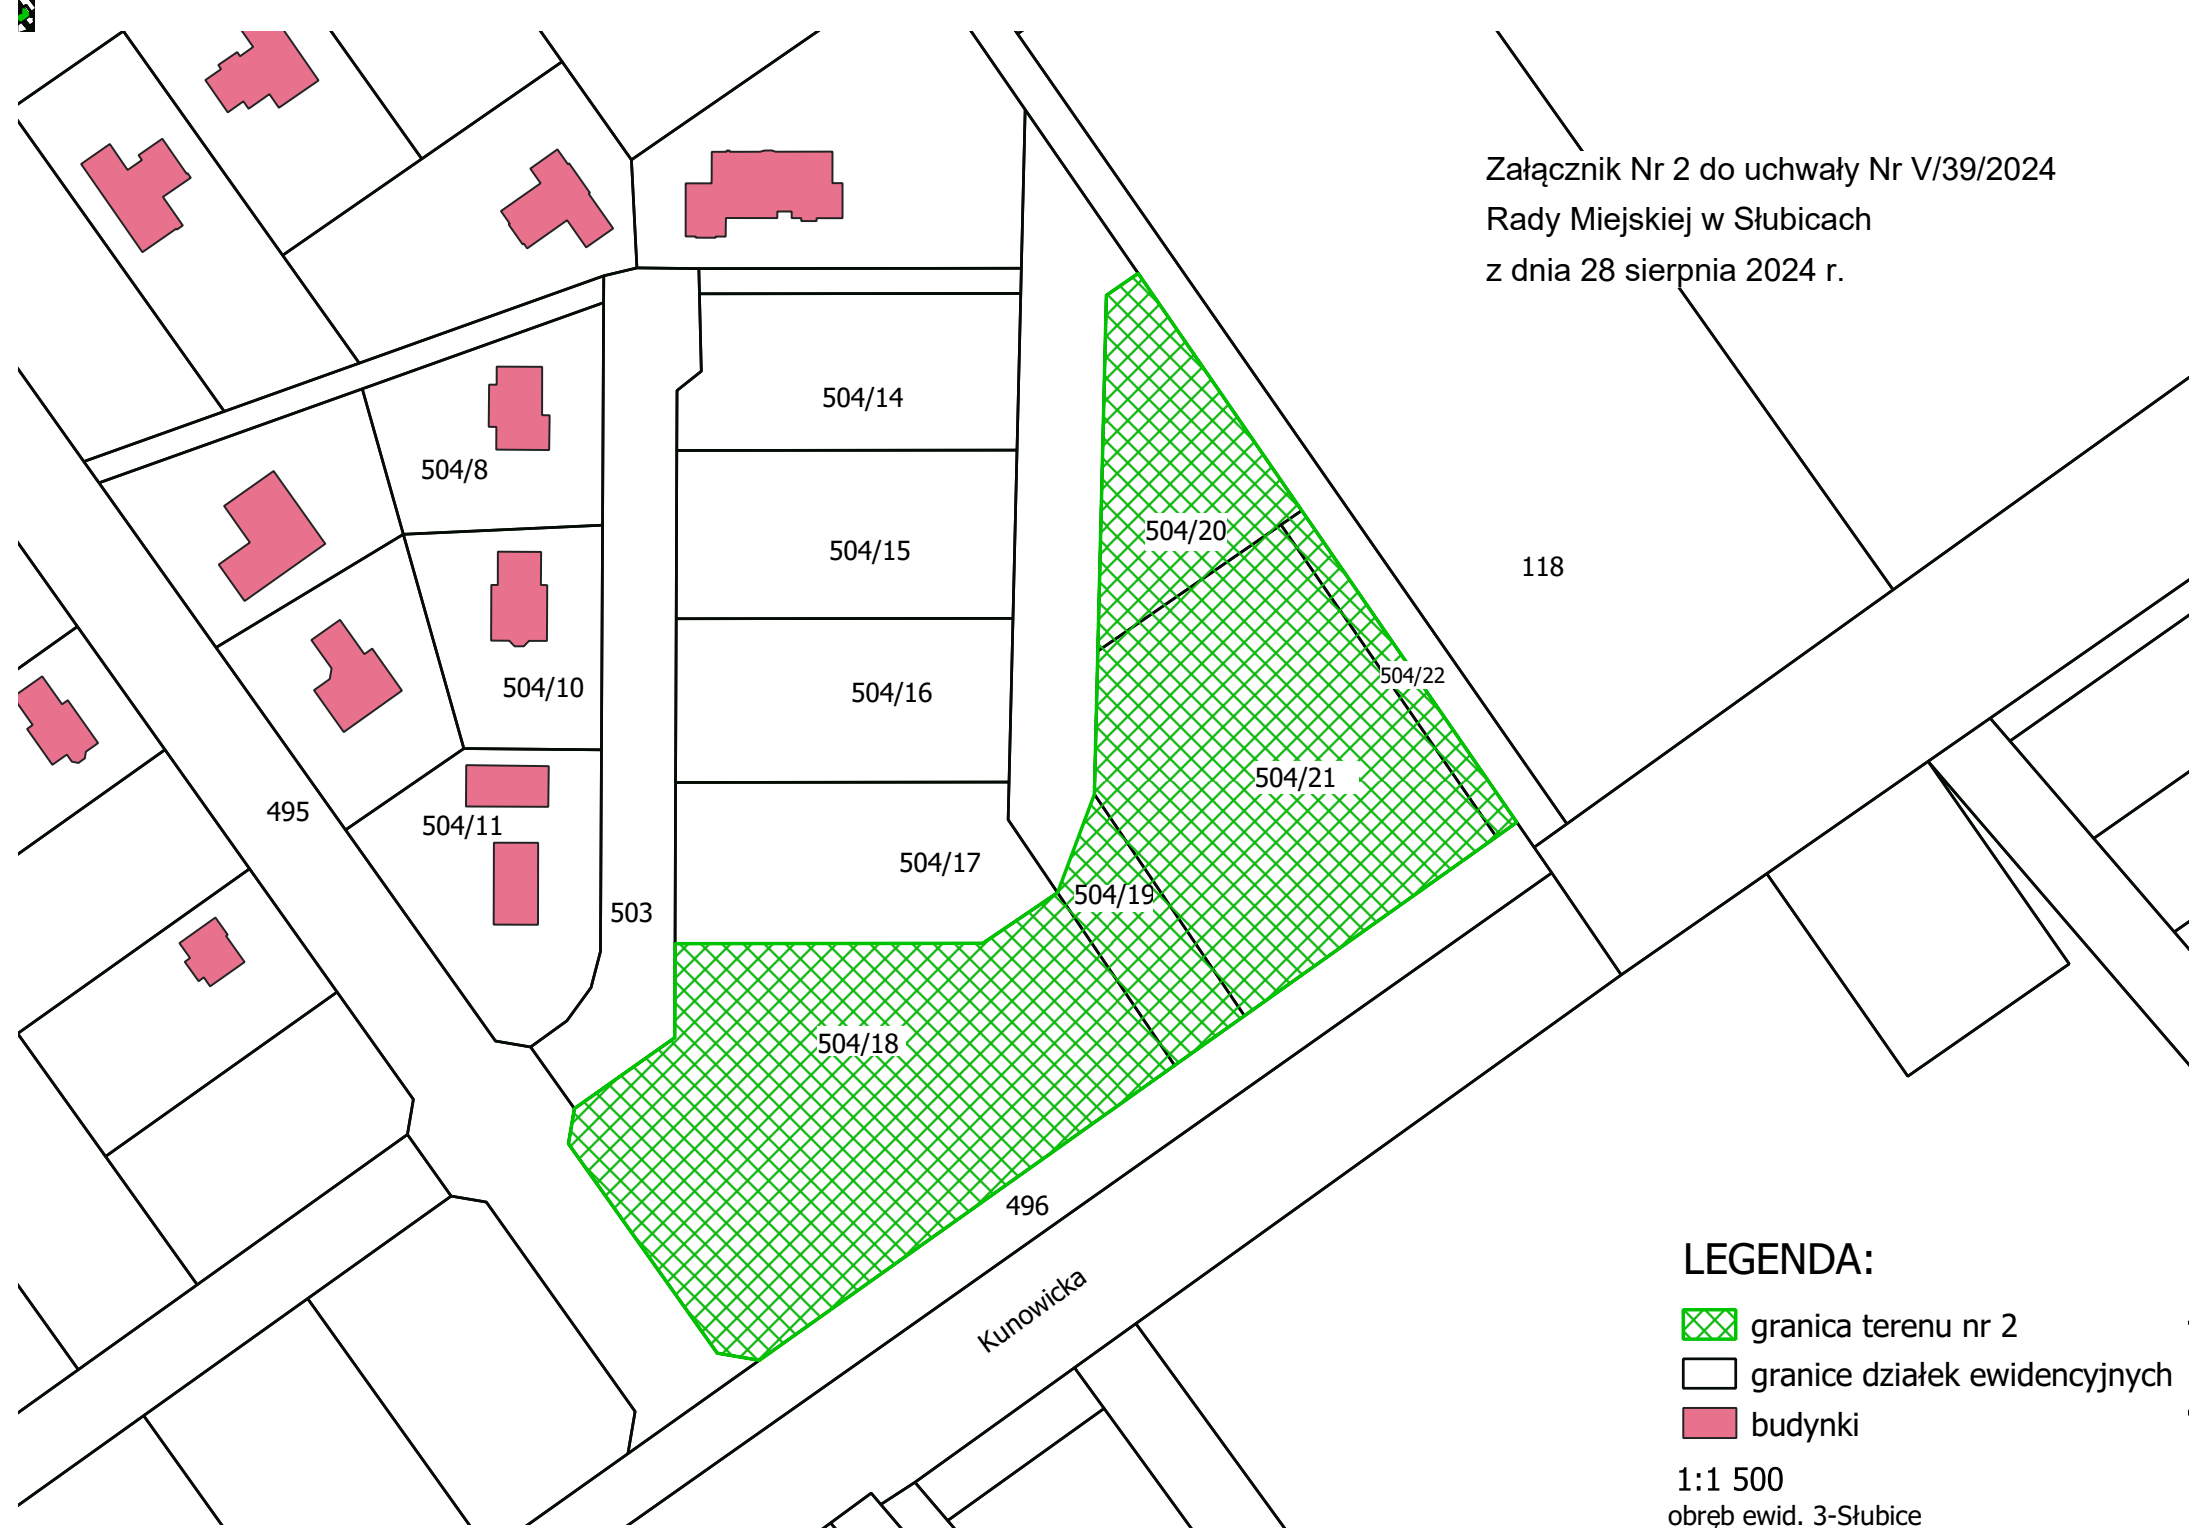 Załącznik Nr 2 do uchwały Nr V/39/2024
Rady Miejskiej w Słubicach
z dnia 28 sierpnia 2024 r.
504/14
504/8
504/20
504/15
118
504/22
504/10
504/16
504/21
495
504/11
504/17
504/19
503
504/18
496
Kunowicka
LEGENDA:
granica terenu nr 2
granice działek ewidencyjnych
budynki
1:1 500
obręb ewid. 3-Słubice